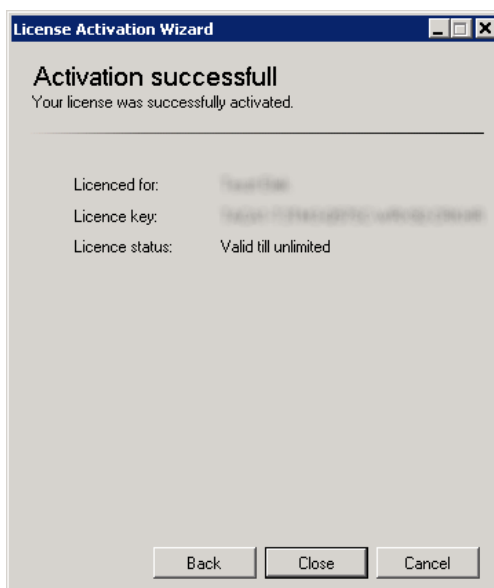 License Activation Wizard
Activation successfull
Your license was successfully activated.
Licenced for:
Licence key:
Licence status: Valid till unlimited
Back Close Cancel